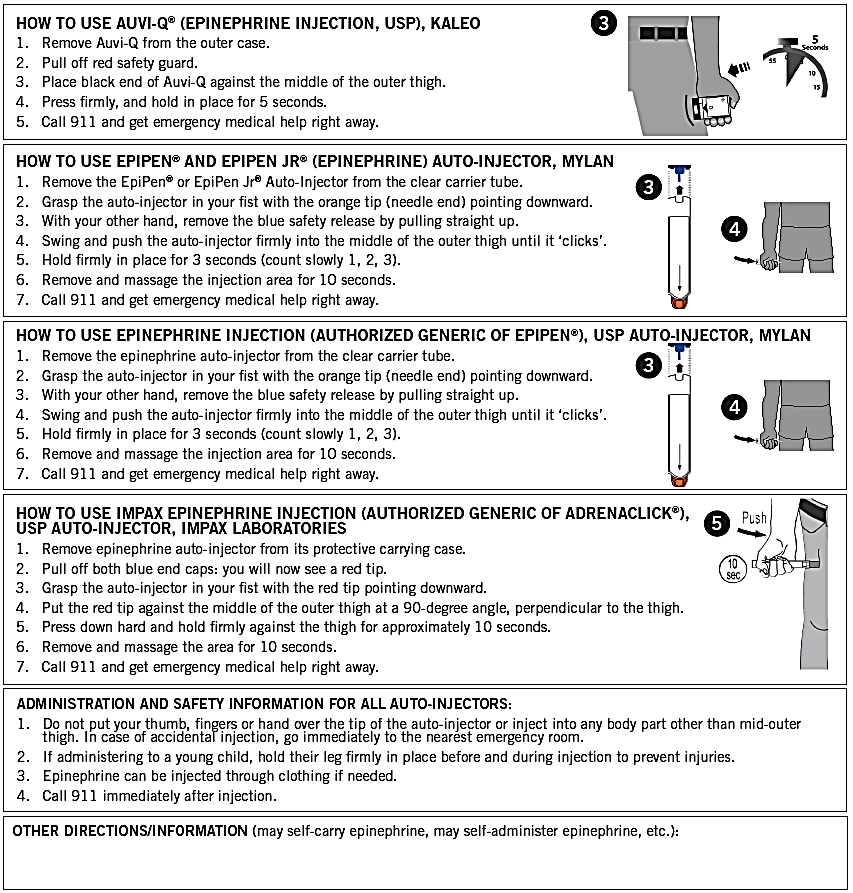 HOW TO USE AUVI-Q® (EPINEPHRINE INJECTION, USP), KALEO
1. Remove Auvi-Q from the outer case.
2. Pull off red safety guard.
3. Place black end of Auvi-Q against the middle of the outer thigh.
4. Press firmly, and hold in place for 5 seconds.
5. Call 911 and get emergency medical help right away.
3
5
Seconds
55
0
5
10
15
HOW TO USE EPIPEN® AND EPIPEN JR® (EPINEPHRINE) AUTO-INJECTOR, MYLAN
1. Remove the EpiPen® or EpiPen Jr® Auto-Injector from the clear carrier tube.
2. Grasp the auto-injector in your fist with the orange tip (needle end) pointing downward.
3. With your other hand, remove the blue safety release by pulling straight up.
4. Swing and push the auto-injector firmly into the middle of the outer thigh until it ‘clicks’.
5. Hold firmly in place for 3 seconds (count slowly 1, 2, 3).
6. Remove and massage the injection area for 10 seconds.
7. Call 911 and get emergency medical help right away.
3
4
HOW TO USE EPINEPHRINE INJECTION (AUTHORIZED GENERIC OF EPIPEN®), USP AUTO-INJECTOR, MYLAN
1. Remove the epinephrine auto-injector from the clear carrier tube.
2. Grasp the auto-injector in your fist with the orange tip (needle end) pointing downward.
3. With your other hand, remove the blue safety release by pulling straight up.
4. Swing and push the auto-injector firmly into the middle of the outer thigh until it ‘clicks’.
5. Hold firmly in place for 3 seconds (count slowly 1, 2, 3).
6. Remove and massage the injection area for 10 seconds.
7. Call 911 and get emergency medical help right away.
3
4
HOW TO USE IMPAX EPINEPHRINE INJECTION (AUTHORIZED GENERIC OF ADRENACLICK®),
USP AUTO-INJECTOR, IMPAX LABORATORIES
1. Remove epinephrine auto-injector from its protective carrying case.
2. Pull off both blue end caps: you will now see a red tip.
3. Grasp the auto-injector in your fist with the red tip pointing downward.
4. Put the red tip against the middle of the outer thigh at a 90-degree angle, perpendicular to the thigh.
5. Press down hard and hold firmly against the thigh for approximately 10 seconds.
6. Remove and massage the area for 10 seconds.
7. Call 911 and get emergency medical help right away.
5
Push
10
sec
ADMINISTRATION AND SAFETY INFORMATION FOR ALL AUTO-INJECTORS:
1. Do not put your thumb, fingers or hand over the tip of the auto-injector or inject into any body part other than mid-outer
thigh. In case of accidental injection, go immediately to the nearest emergency room.
2. If administering to a young child, hold their leg firmly in place before and during injection to prevent injuries.
3. Epinephrine can be injected through clothing if needed.
4. Call 911 immediately after injection.
OTHER DIRECTIONS/INFORMATION (may self-carry epinephrine, may self-administer epinephrine, etc.):